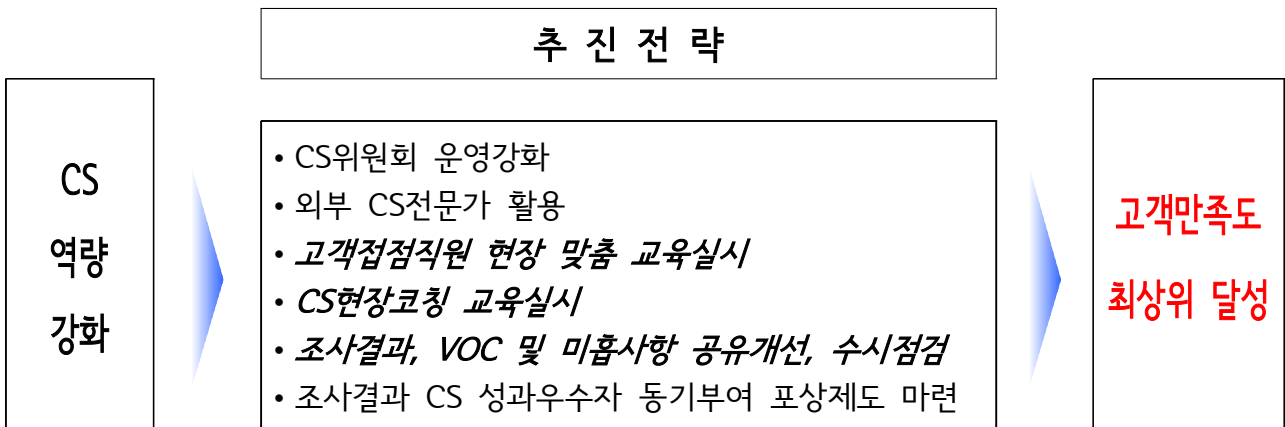 추 진 전 략
CS
역량
강화
• CS위원회 운영강화
• 외부 CS전문가 활용
• 고객접점직원 현장 맞춤 교육실시
• CS현장코칭 교육실시
• 조사결과, VOC 및 미흡사항 공유개선, 수시점검
• 조사결과 CS 성과우수자 동기부여 포상제도 마련
고객만족도
최상위 달성